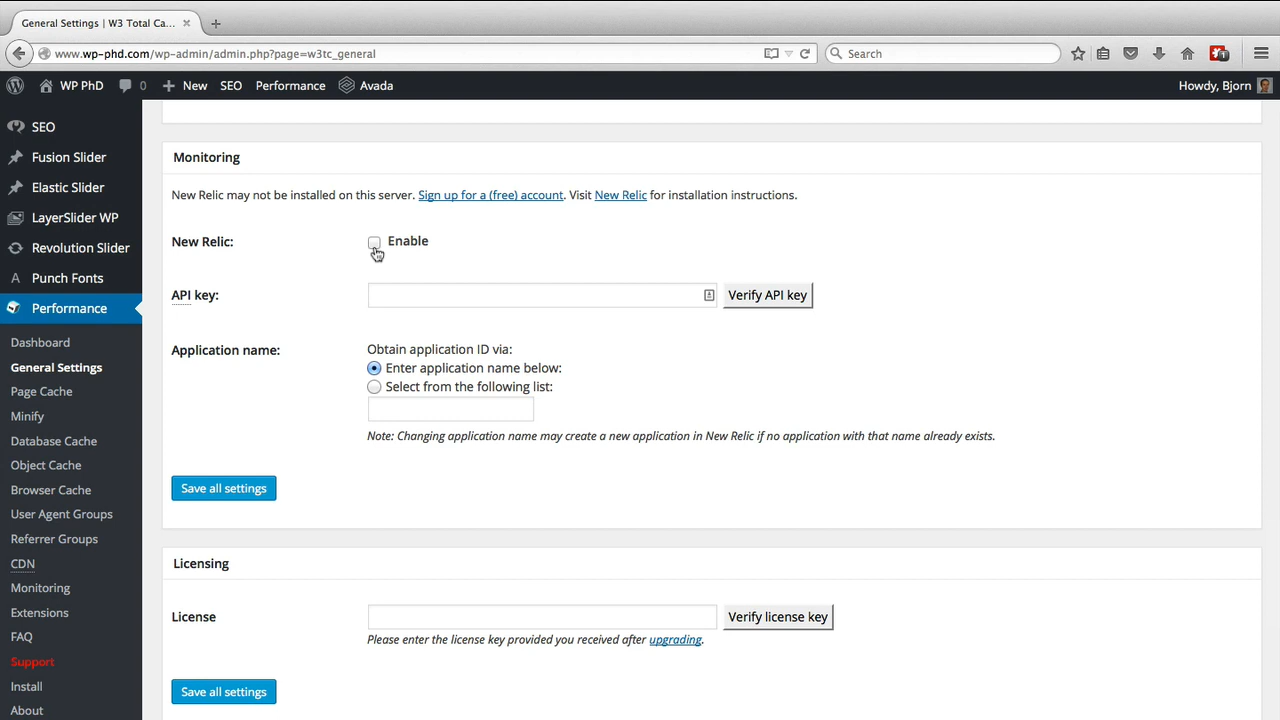 General Settings | W3 Total Ca...
www.wp-phd.com/wp-admin/admin.php?page=w3tc_general
Search
1
WP PhD 0 New SEO Performance Avada
Howdy, Bjorn
SEO
Fusion Slider
Elastic Slider
LayerSlider WP
Revolution Slider
A Punch Fonts
Performance
Dashboard
General Settings
Page Cache
Minify
Database Cache
Object Cache
Browser Cache
User Agent Groups
Referrer Groups
CDN
Monitoring
Extensions
FAQ
Support
Install
About
Monitoring
New Relic may not be installed on this server. Sign up for a (free) account. Visit New Relic for installation instructions.
New Relic: Enable
API key: Verify API key
Application name: Obtain application ID via:
Enter application name below:
Select from the following list:
Note: Changing application name may create a new application in New Relic if no application with that name already exists.
Save all settings
Licensing
License Verify license key
Please enter the license key provided you received after upgrading.
Save all settings